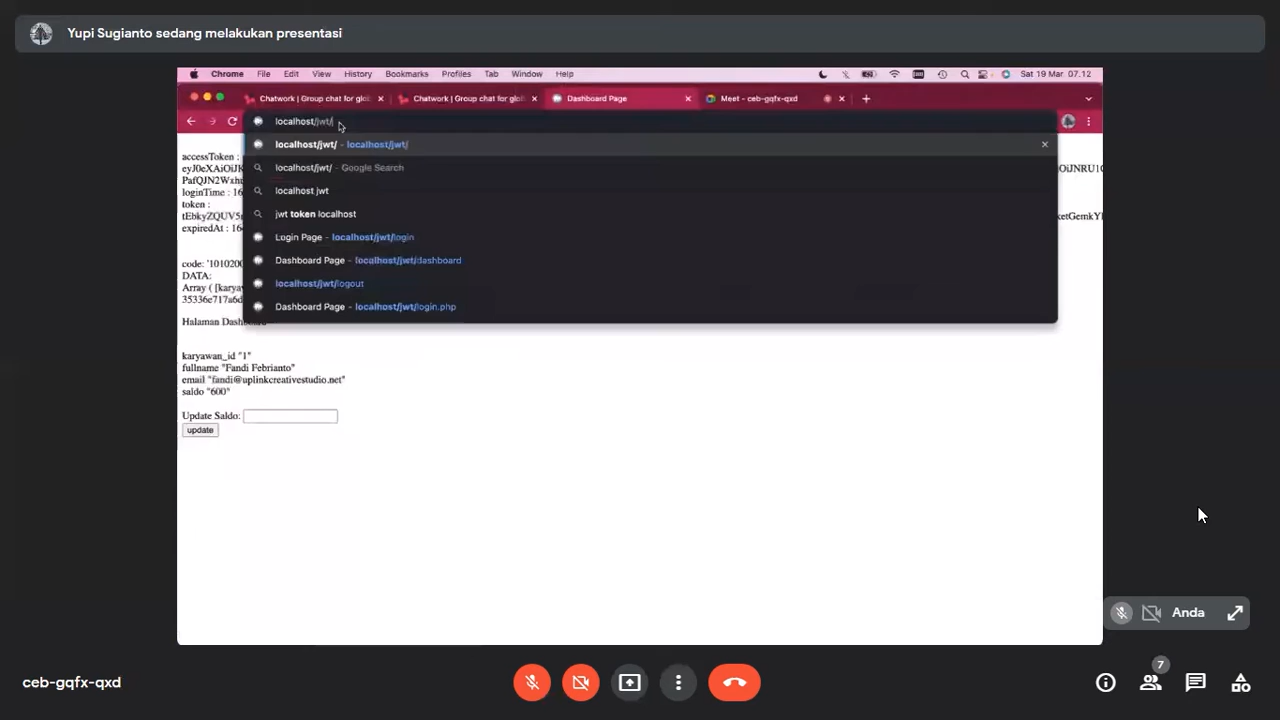 Yupi Sugianto sedang melakukan presentasi
Chrome File Edit View History Bookmarks Profiles Tab Window Help Sat 19 Mar 07.12
Chatwork | Group chat for glo Chatwork | Group chat for glo Dashboard Page Meet - ceb-gqfx-qxd
localhost/jwt/
localhost/jwt/ - localhost/jwt/
accessToken :
localhost/jwt/ - Google Search
localhost jwt
loginTime : 16
token :
jwt token localhost
expiredAt : 16
Login Page - localhost/jwt/login
Dashboard Page - localhost/jwt/dashboard
code: '1010200
DATA:
localhost/jwt/logout
Array ( [karya
35336e717a6d
Dashboard Page - localhost/jwt/login.php
Halaman Dashboard
karyawan_id "1"
fullname "Fandi Febrianto"
email "fandi@uplinkcreativestudio.net"
saldo "600"
Update Saldo:
update
Anda
ceb-gqfx-qxd
7